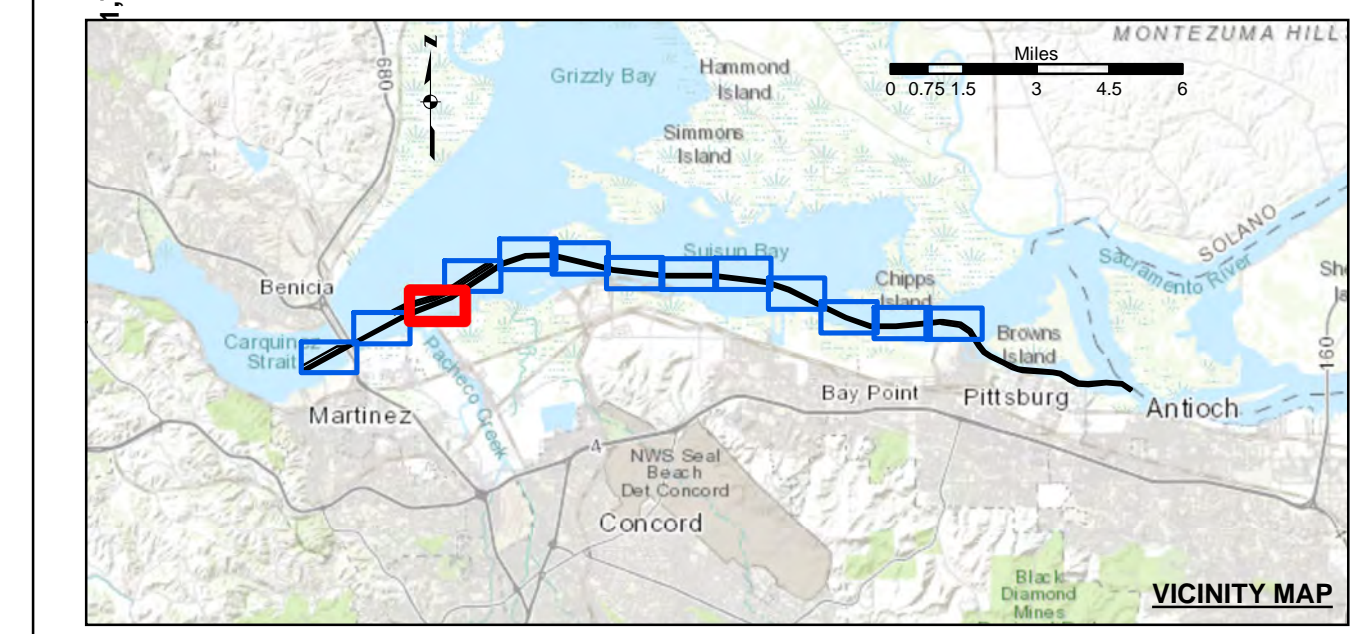 MONTEZUMA HILL
N
Miles
0 0.75 1.5 3 4.5 6
680
Grizzly Bay
Hammond
Island
Simmons
Island
SOLANO
Sacramento River
Suisun Bay
Chipps
Island
Benicia
Carquinez
Strait
Pacheco Creek
Browns
Island
160
Martinez
Bay Point
Pittsburg
Antioch
4
NWS Seal
Beach
Det Concord
Concord
Black
Diamond
Mines
VICINITY MAP